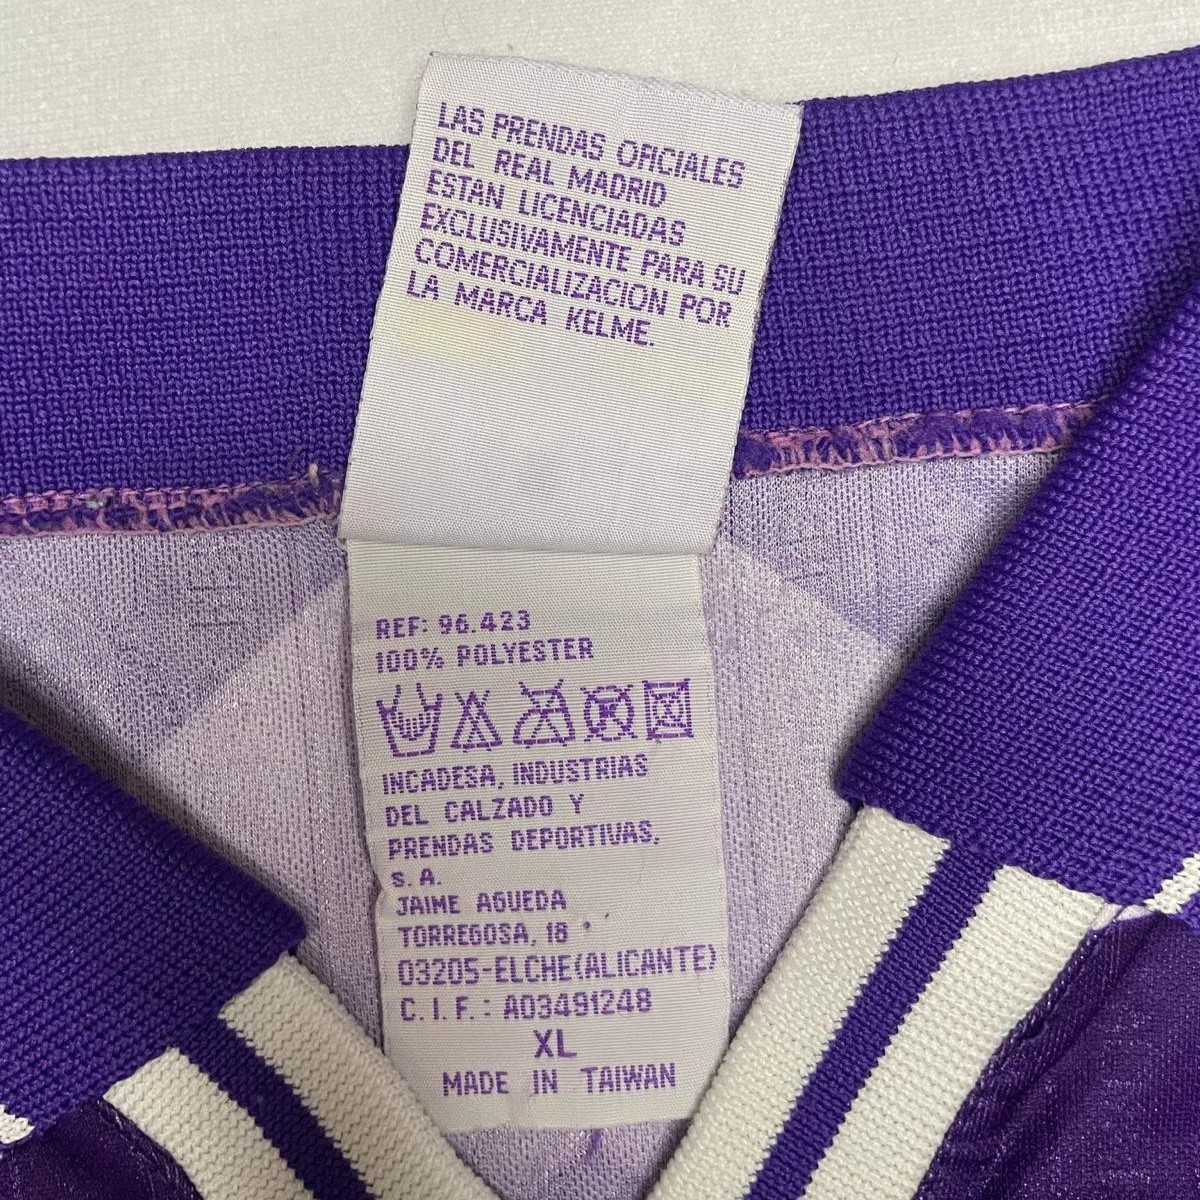 LAS PRENDAS OFICIALES
DEL REAL MADRID
ESTAN LICENCIADAS
EXCLUSIVAMENTE PARA SU
COMERCIALIZACION POR
LA MARCA KELME.
REF: 96.423
100% POLYESTER
INCADESA, INDUSTRIAS
DEL CALZADO Y
PRENDAS DEPORTIVAS,
S.A.
JAIME AGUEDA
TORREGOSA, 18
03205-ELCHE(ALICANTE)
C.I.F.: A03491248
XL
MADE IN TAIWAN